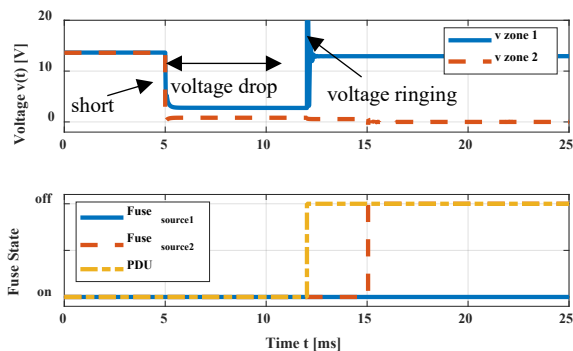 20
10
0
Voltage v(t) [V]
v zone 1
v zone 2
voltage drop
short
voltage ringing
0 5 10 15 20 25
off
on
Fuse State
Fuse source1
Fuse source2
PDU
0 5 10 15 20 25
Time t [ms]